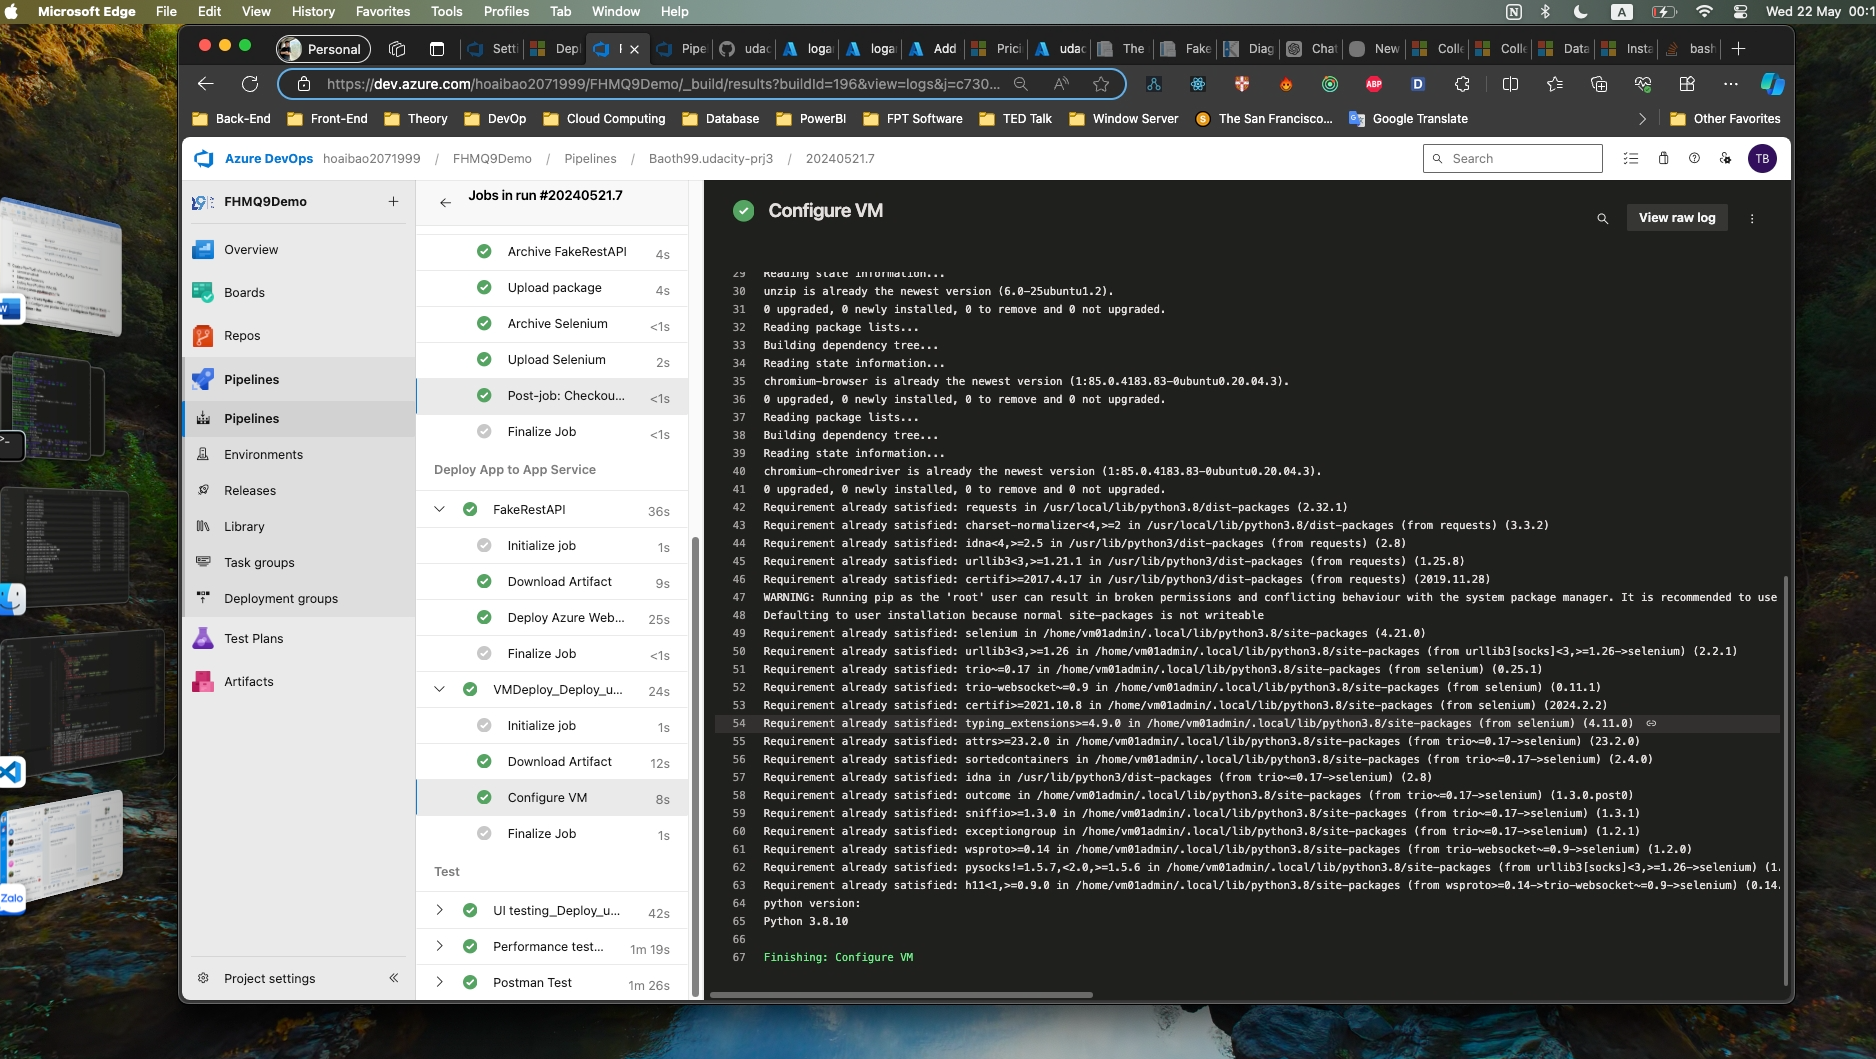 Microsoft Edge File Edit View History Favorites Tools Profiles Tab Window Help
A Wed 22 May 00:1
Personal
Setti
Depl
Pipe
udac
logar
logar
Add
Prici
udac
The
Fake
Diag
Chat
New
Colle
Colle
Data
Insta
bash
https://dev.azure.com/hoaibao2071999/FHMQ9Demo/_build/results?buildId=196&view=logs&j=c730...
ABP
D
Back-End Front-End Theory DevOp Cloud Computing Database PowerBI FPT Software TED Talk Window Server The San Francisco... Google Translate Other Favorites
Azure DevOps hoaibao2071999 / FHMQ9Demo / Pipelines / Baoth99.udacity-prj3 / 20240521.7
Search
TB
FHMQ9Demo
Overview
Boards
Repos
Pipelines
Pipelines
Environments
Releases
Library
Task groups
Deployment groups
Test Plans
Artifacts
Project settings
Jobs in run #20240521.7
Archive FakeRestAPI 4s
Upload package 4s
Archive Selenium <1s
Upload Selenium 2s
Post-job: Checkou... <1s
Finalize Job <1s
Deploy App to App Service
FakeRestAPI 36s
Initialize job 1s
Download Artifact 9s
Deploy Azure Web... 25s
Finalize Job <1s
VMDeploy_Deploy_u... 24s
Initialize job 1s
Download Artifact 12s
Configure VM 8s
Finalize Job 1s
Test
UI testing_Deploy_u... 42s
Performance test... 1m 19s
Postman Test 1m 26s
Configure VM
View raw log
29 Reading state information...
30 unzip is already the newest version (6.0-25ubuntu1.2).
31 0 upgraded, 0 newly installed, 0 to remove and 0 not upgraded.
32 Reading package lists...
33 Building dependency tree...
34 Reading state information...
35 chromium-browser is already the newest version (1:85.0.4183.83-0ubuntu0.20.04.3).
36 0 upgraded, 0 newly installed, 0 to remove and 0 not upgraded.
37 Reading package lists...
38 Building dependency tree...
39 Reading state information...
40 chromium-chromedriver is already the newest version (1:85.0.4183.83-0ubuntu0.20.04.3).
41 0 upgraded, 0 newly installed, 0 to remove and 0 not upgraded.
42 Requirement already satisfied: requests in /usr/local/lib/python3.8/dist-packages (2.32.1)
43 Requirement already satisfied: charset-normalizer<4,>=2 in /usr/local/lib/python3.8/dist-packages (from requests) (3.3.2)
44 Requirement already satisfied: idna<4,>=2.5 in /usr/lib/python3/dist-packages (from requests) (2.8)
45 Requirement already satisfied: urllib3<3,>=1.21.1 in /usr/lib/python3/dist-packages (from requests) (1.25.8)
46 Requirement already satisfied: certifi>=2017.4.17 in /usr/lib/python3/dist-packages (from requests) (2019.11.28)
47 WARNING: Running pip as the 'root' user can result in broken permissions and conflicting behaviour with the system package manager. It is recommended to use
48 Defaulting to user installation because normal site-packages is not writeable
49 Requirement already satisfied: selenium in /home/vm01admin/.local/lib/python3.8/site-packages (4.21.0)
50 Requirement already satisfied: urllib3<3,>=1.26 in /home/vm01admin/.local/lib/python3.8/site-packages (from urllib3[socks]<3,>=1.26->selenium) (2.2.1)
51 Requirement already satisfied: trio~=0.17 in /home/vm01admin/.local/lib/python3.8/site-packages (from selenium) (0.25.1)
52 Requirement already satisfied: trio-websocket~=0.9 in /home/vm01admin/.local/lib/python3.8/site-packages (from selenium) (0.11.1)
53 Requirement already satisfied: certifi>=2021.10.8 in /home/vm01admin/.local/lib/python3.8/site-packages (from selenium) (2024.2.2)
54 Requirement already satisfied: typing_extensions>=4.9.0 in /home/vm01admin/.local/lib/python3.8/site-packages (from selenium) (4.11.0)
55 Requirement already satisfied: attrs>=23.2.0 in /home/vm01admin/.local/lib/python3.8/site-packages (from trio~=0.17->selenium) (23.2.0)
56 Requirement already satisfied: sortedcontainers in /home/vm01admin/.local/lib/python3.8/site-packages (from trio~=0.17->selenium) (2.4.0)
57 Requirement already satisfied: idna in /usr/lib/python3/dist-packages (from trio~=0.17->selenium) (2.8)
58 Requirement already satisfied: outcome in /home/vm01admin/.local/lib/python3.8/site-packages (from trio~=0.17->selenium) (1.3.0.post0)
59 Requirement already satisfied: sniffio>=1.3.0 in /home/vm01admin/.local/lib/python3.8/site-packages (from trio~=0.17->selenium) (1.3.1)
60 Requirement already satisfied: exceptiongroup in /home/vm01admin/.local/lib/python3.8/site-packages (from trio~=0.17->selenium) (1.2.1)
61 Requirement already satisfied: wsproto>=0.14 in /home/vm01admin/.local/lib/python3.8/site-packages (from trio-websocket~=0.9->selenium) (1.2.0)
62 Requirement already satisfied: pysocks!=1.5.7,<2.0,>=1.5.6 in /home/vm01admin/.local/lib/python3.8/site-packages (from urllib3[socks]<3,>=1.26->selenium) (1.
63 Requirement already satisfied: h11<1,>=0.9.0 in /home/vm01admin/.local/lib/python3.8/site-packages (from wsproto>=0.14->trio-websocket~=0.9->selenium) (0.14.
64 python version:
65 Python 3.8.10
66
67 Finishing: Configure VM
Zalo